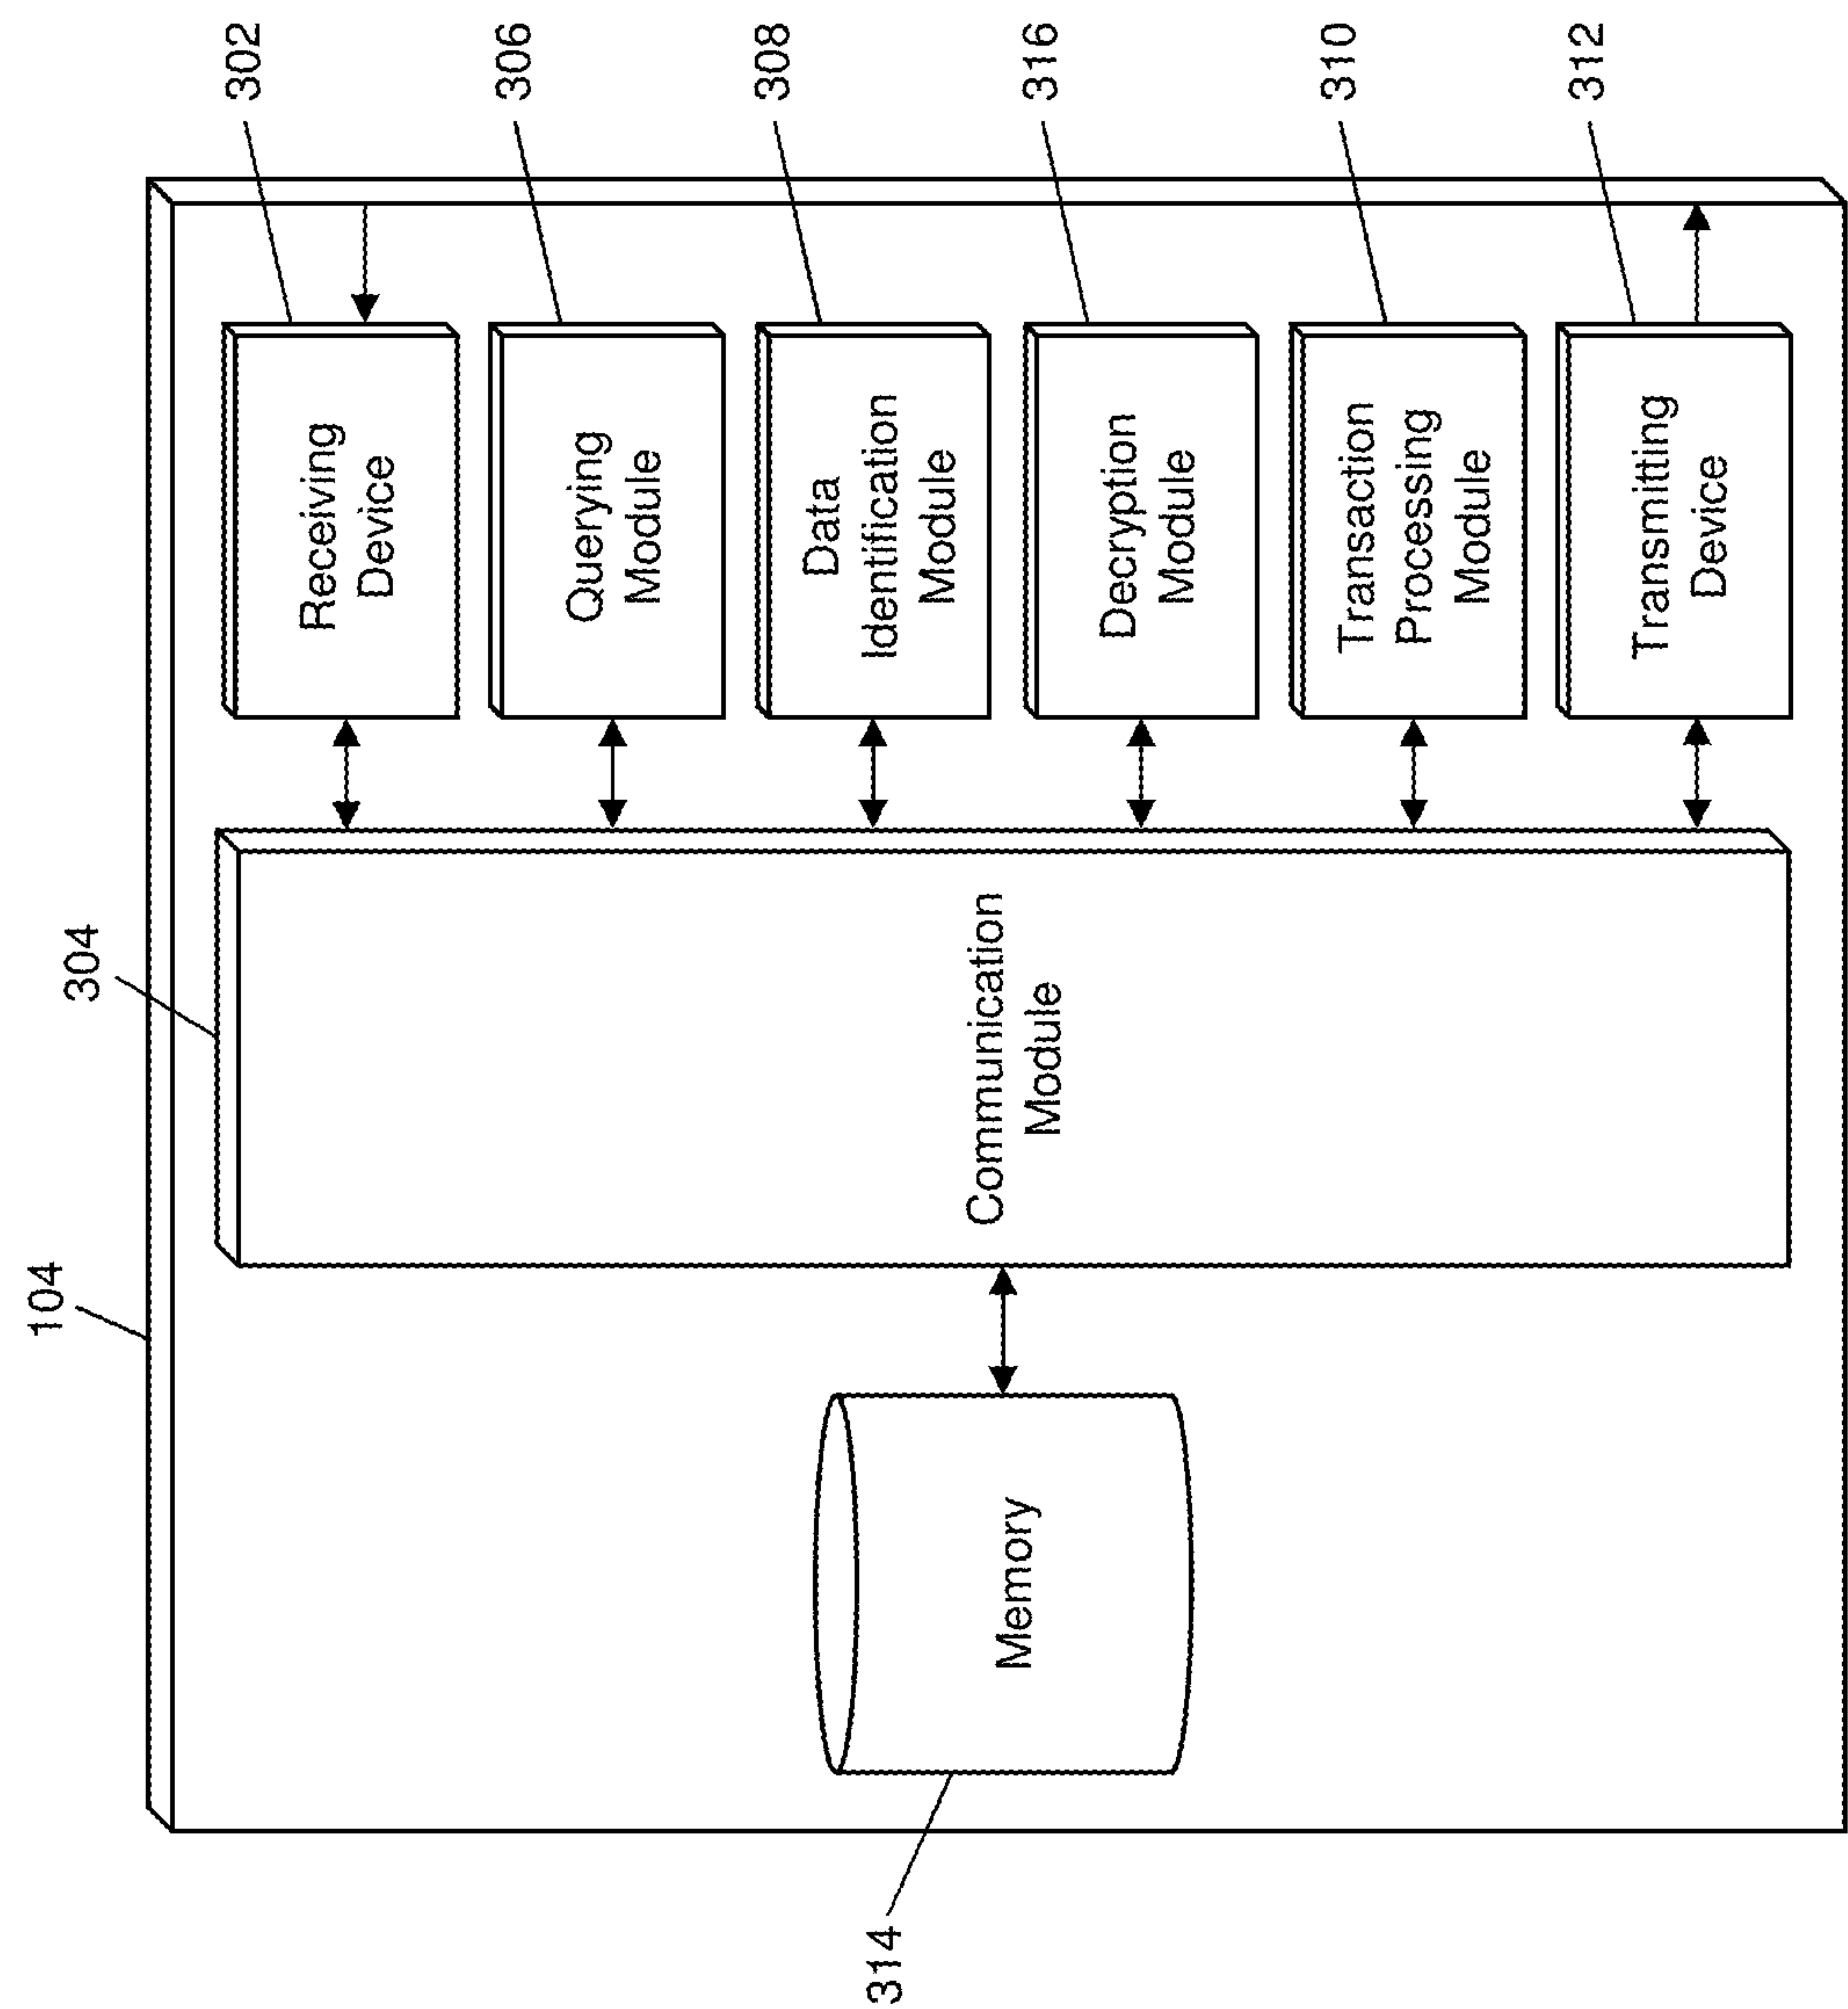 104
304
302
306
308
316
310
312
314
Memory
Communication
Module
Receiving
Device
Querying
Module
Data
Identification
Module
Decryption
Module
Transaction
Processing
Module
Transmitting
Device